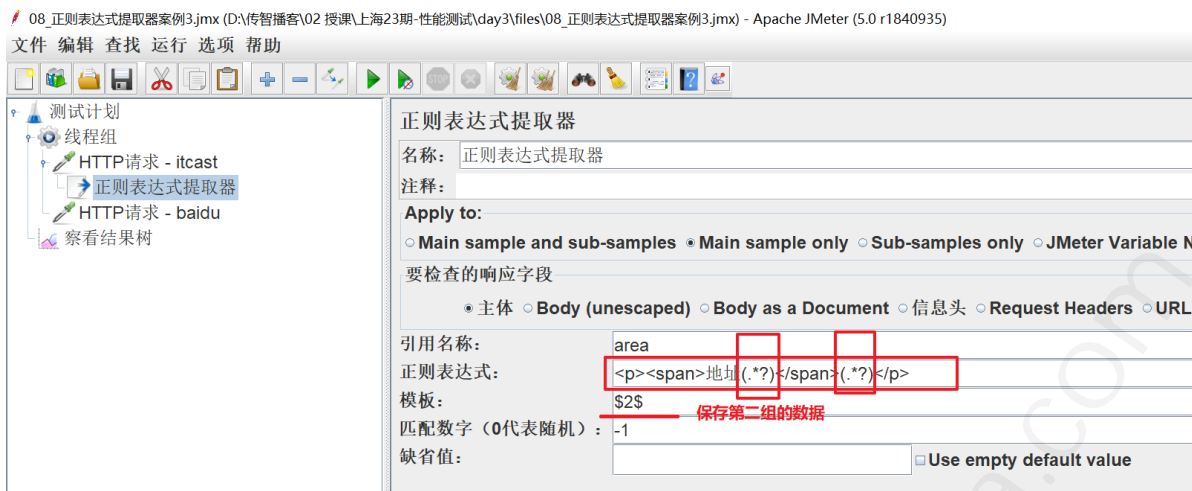 08_正则表达式提取器案例3.jmx (D:\传智播客\02 授课\上海23期-性能测试\day3\files\08_正则表达式提取器案例3.jmx) - Apache JMeter (5.0 r1840935)
文件 编辑 查找 运行 选项 帮助
STOP
测试计划
线程组
HTTP请求 - itcast
正则表达式提取器
HTTP请求 - baidu
察看结果树
正则表达式提取器
名称： 正则表达式提取器
注释：
Apply to:
Main sample and sub-samples Main sample only Sub-samples only JMeter Variable N
要检查的响应字段
主体 Body (unescaped) Body as a Document 信息头 Request Headers URL
引用名称： area
正则表达式： <p><span>地址(.*?)</span>(.*?)</p>
模板： $2$
保存第二组的数据
匹配数字（0代表随机）： -1
缺省值： Use empty default value